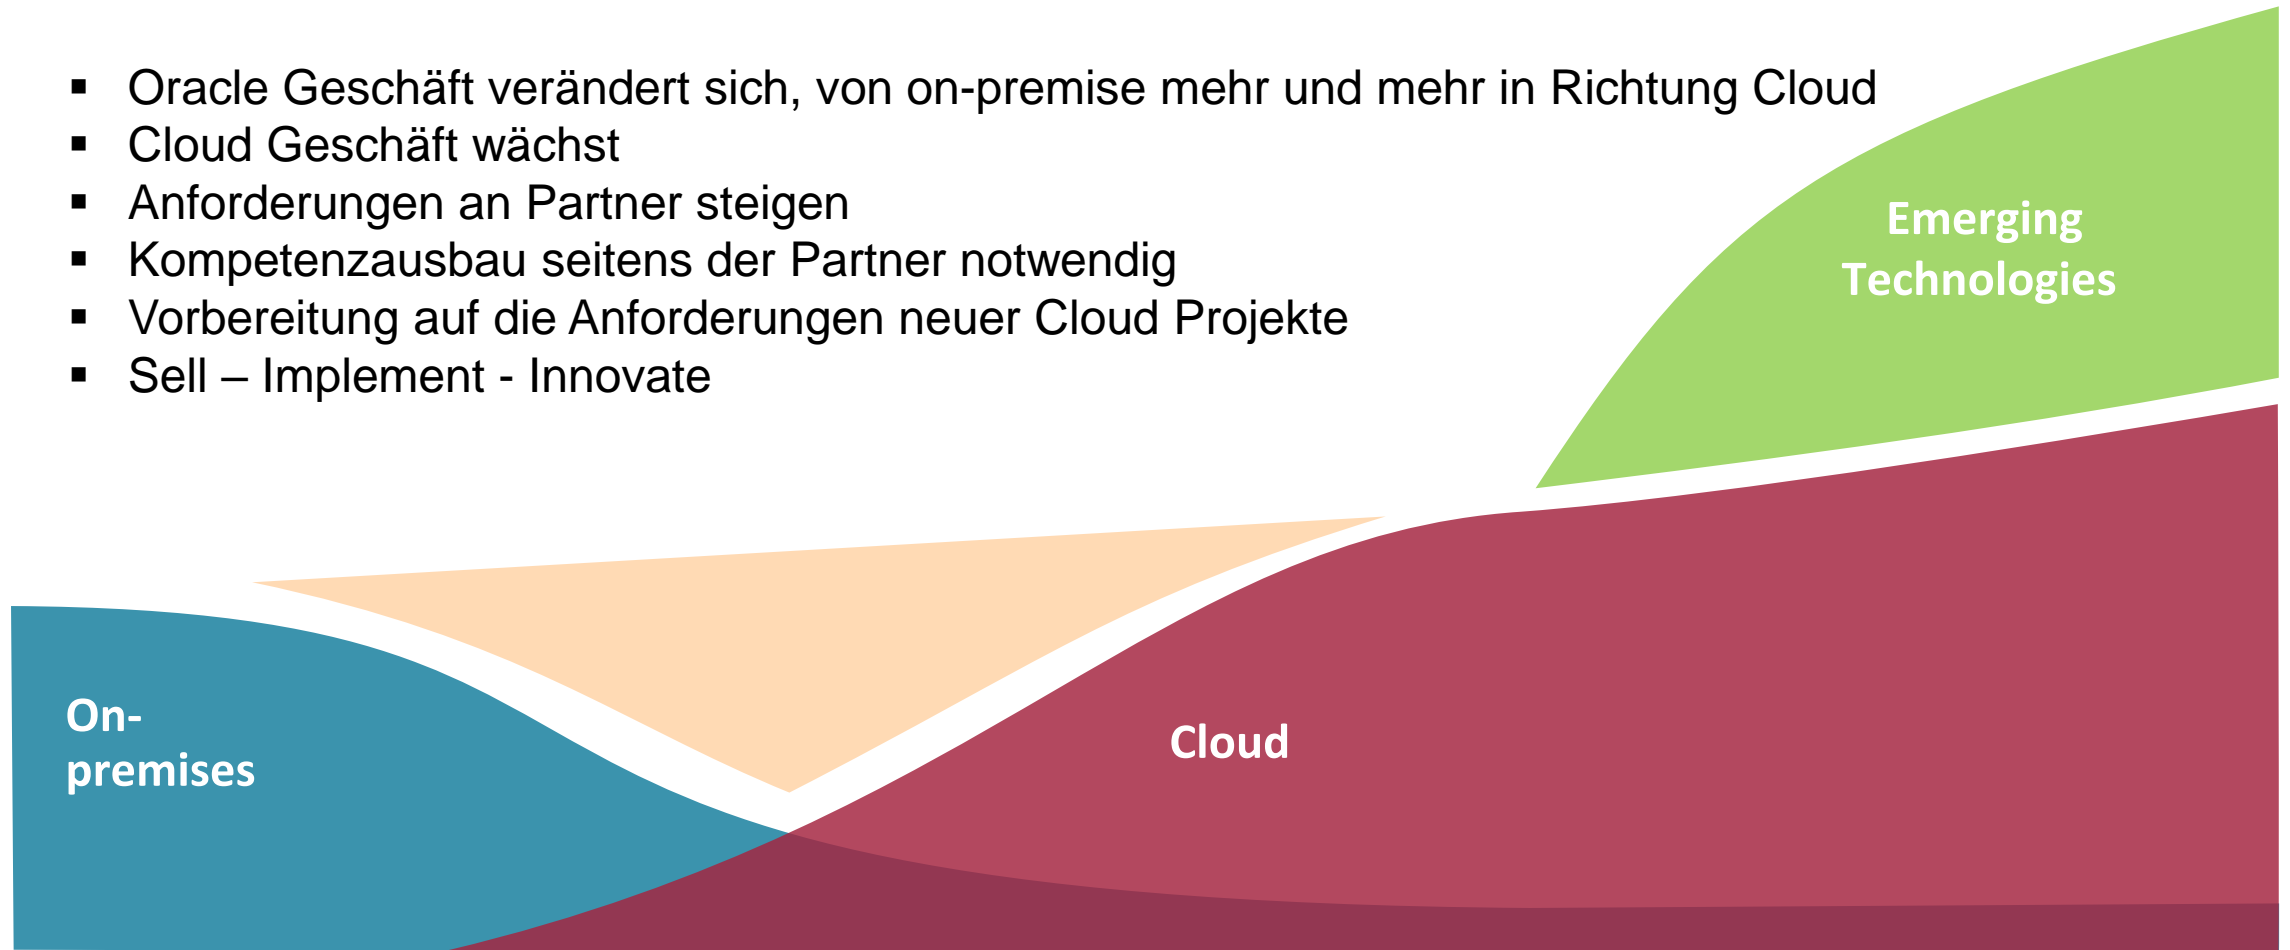 ▪ Oracle Geschäft verändert sich, von on-premise mehr und mehr in Richtung Cloud
▪ Cloud Geschäft wächst
▪ Anforderungen an Partner steigen
▪ Kompetenzausbau seitens der Partner notwendig
▪ Vorbereitung auf die Anforderungen neuer Cloud Projekte
▪ Sell – Implement - Innovate
Emerging
Technologies
On-
premises
Cloud